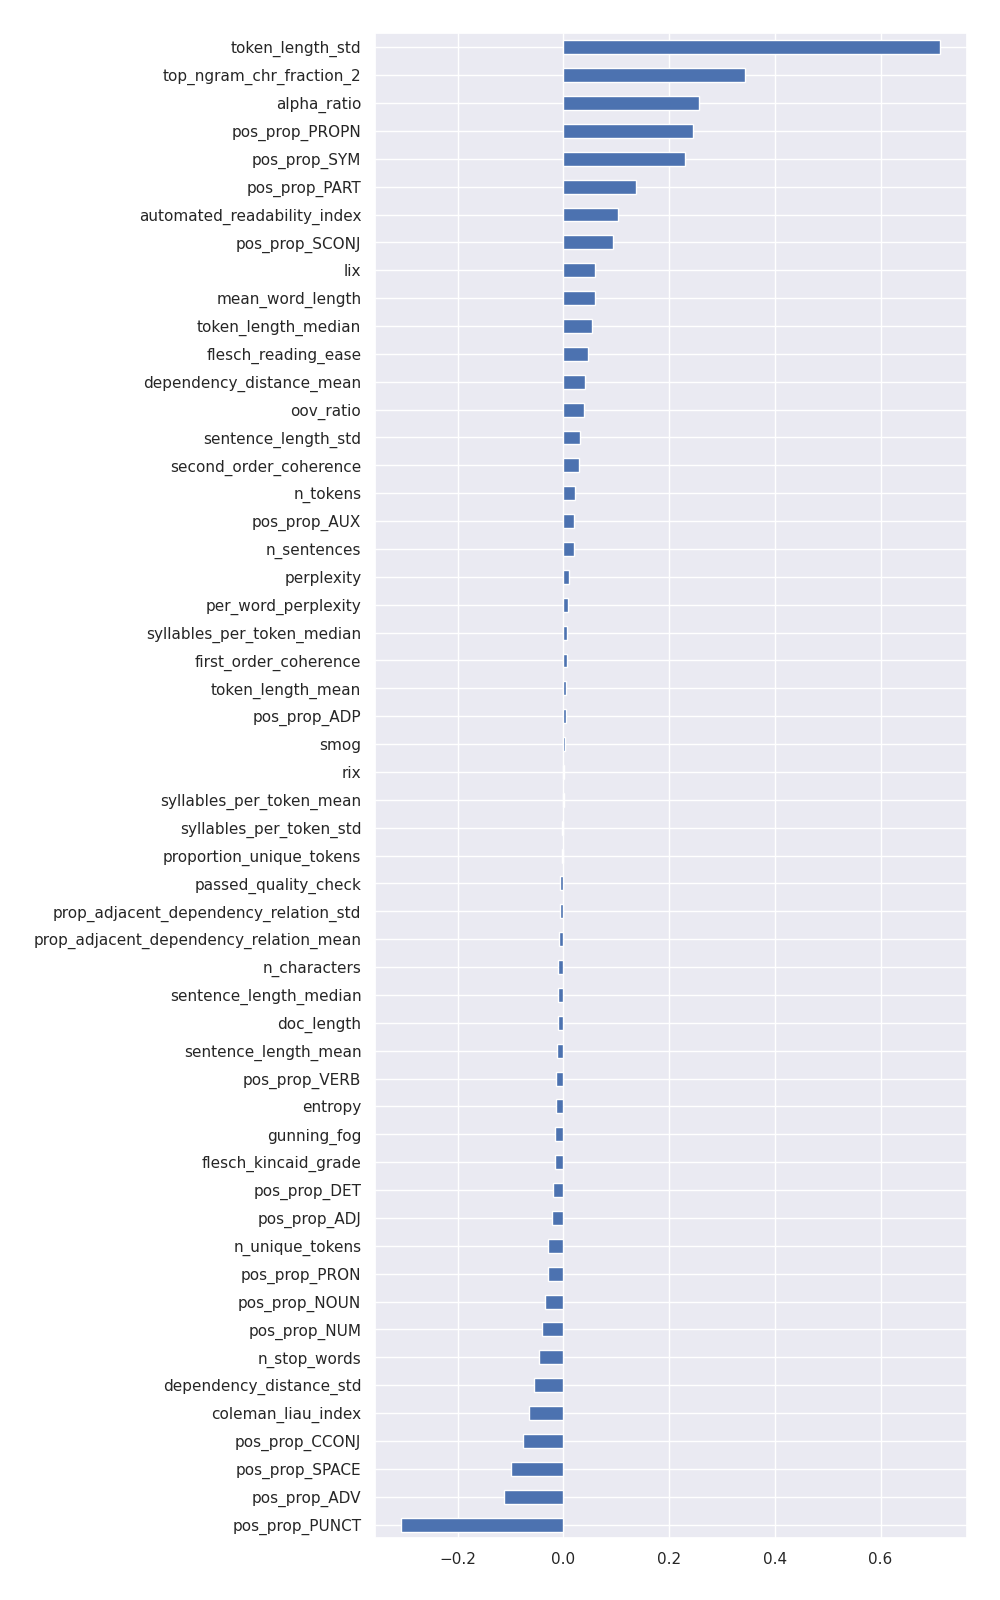 token_length_std
top_ngram_chr_fraction_2
alpha_ratio
pos_prop_PROPN
pos_prop_SYM
pos_prop_PART
automated_readability_index
pos_prop_SCONJ
lix
mean_word_length
token_length_median
flesch_reading_ease
dependency_distance_mean
oov_ratio
sentence_length_std
second_order_coherence
n_tokens
pos_prop_AUX
n_sentences
perplexity
per_word_perplexity
syllables_per_token_median
first_order_coherence
token_length_mean
pos_prop_ADP
smog
rix
syllables_per_token_mean
syllables_per_token_std
proportion_unique_tokens
passed_quality_check
prop_adjacent_dependency_relation_std
prop_adjacent_dependency_relation_mean
n_characters
sentence_length_median
doc_length
sentence_length_mean
pos_prop_VERB
entropy
gunning_fog
flesch_kincaid_grade
pos_prop_DET
pos_prop_ADJ
n_unique_tokens
pos_prop_PRON
pos_prop_NOUN
pos_prop_NUM
n_stop_words
dependency_distance_std
coleman_liau_index
pos_prop_CCONJ
pos_prop_SPACE
pos_prop_ADV
pos_prop_PUNCT
−0.2 0.0 0.2 0.4 0.6